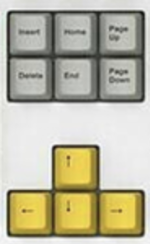 Insert Home Page Up
Delete End Page Down
↑
← ↓ →